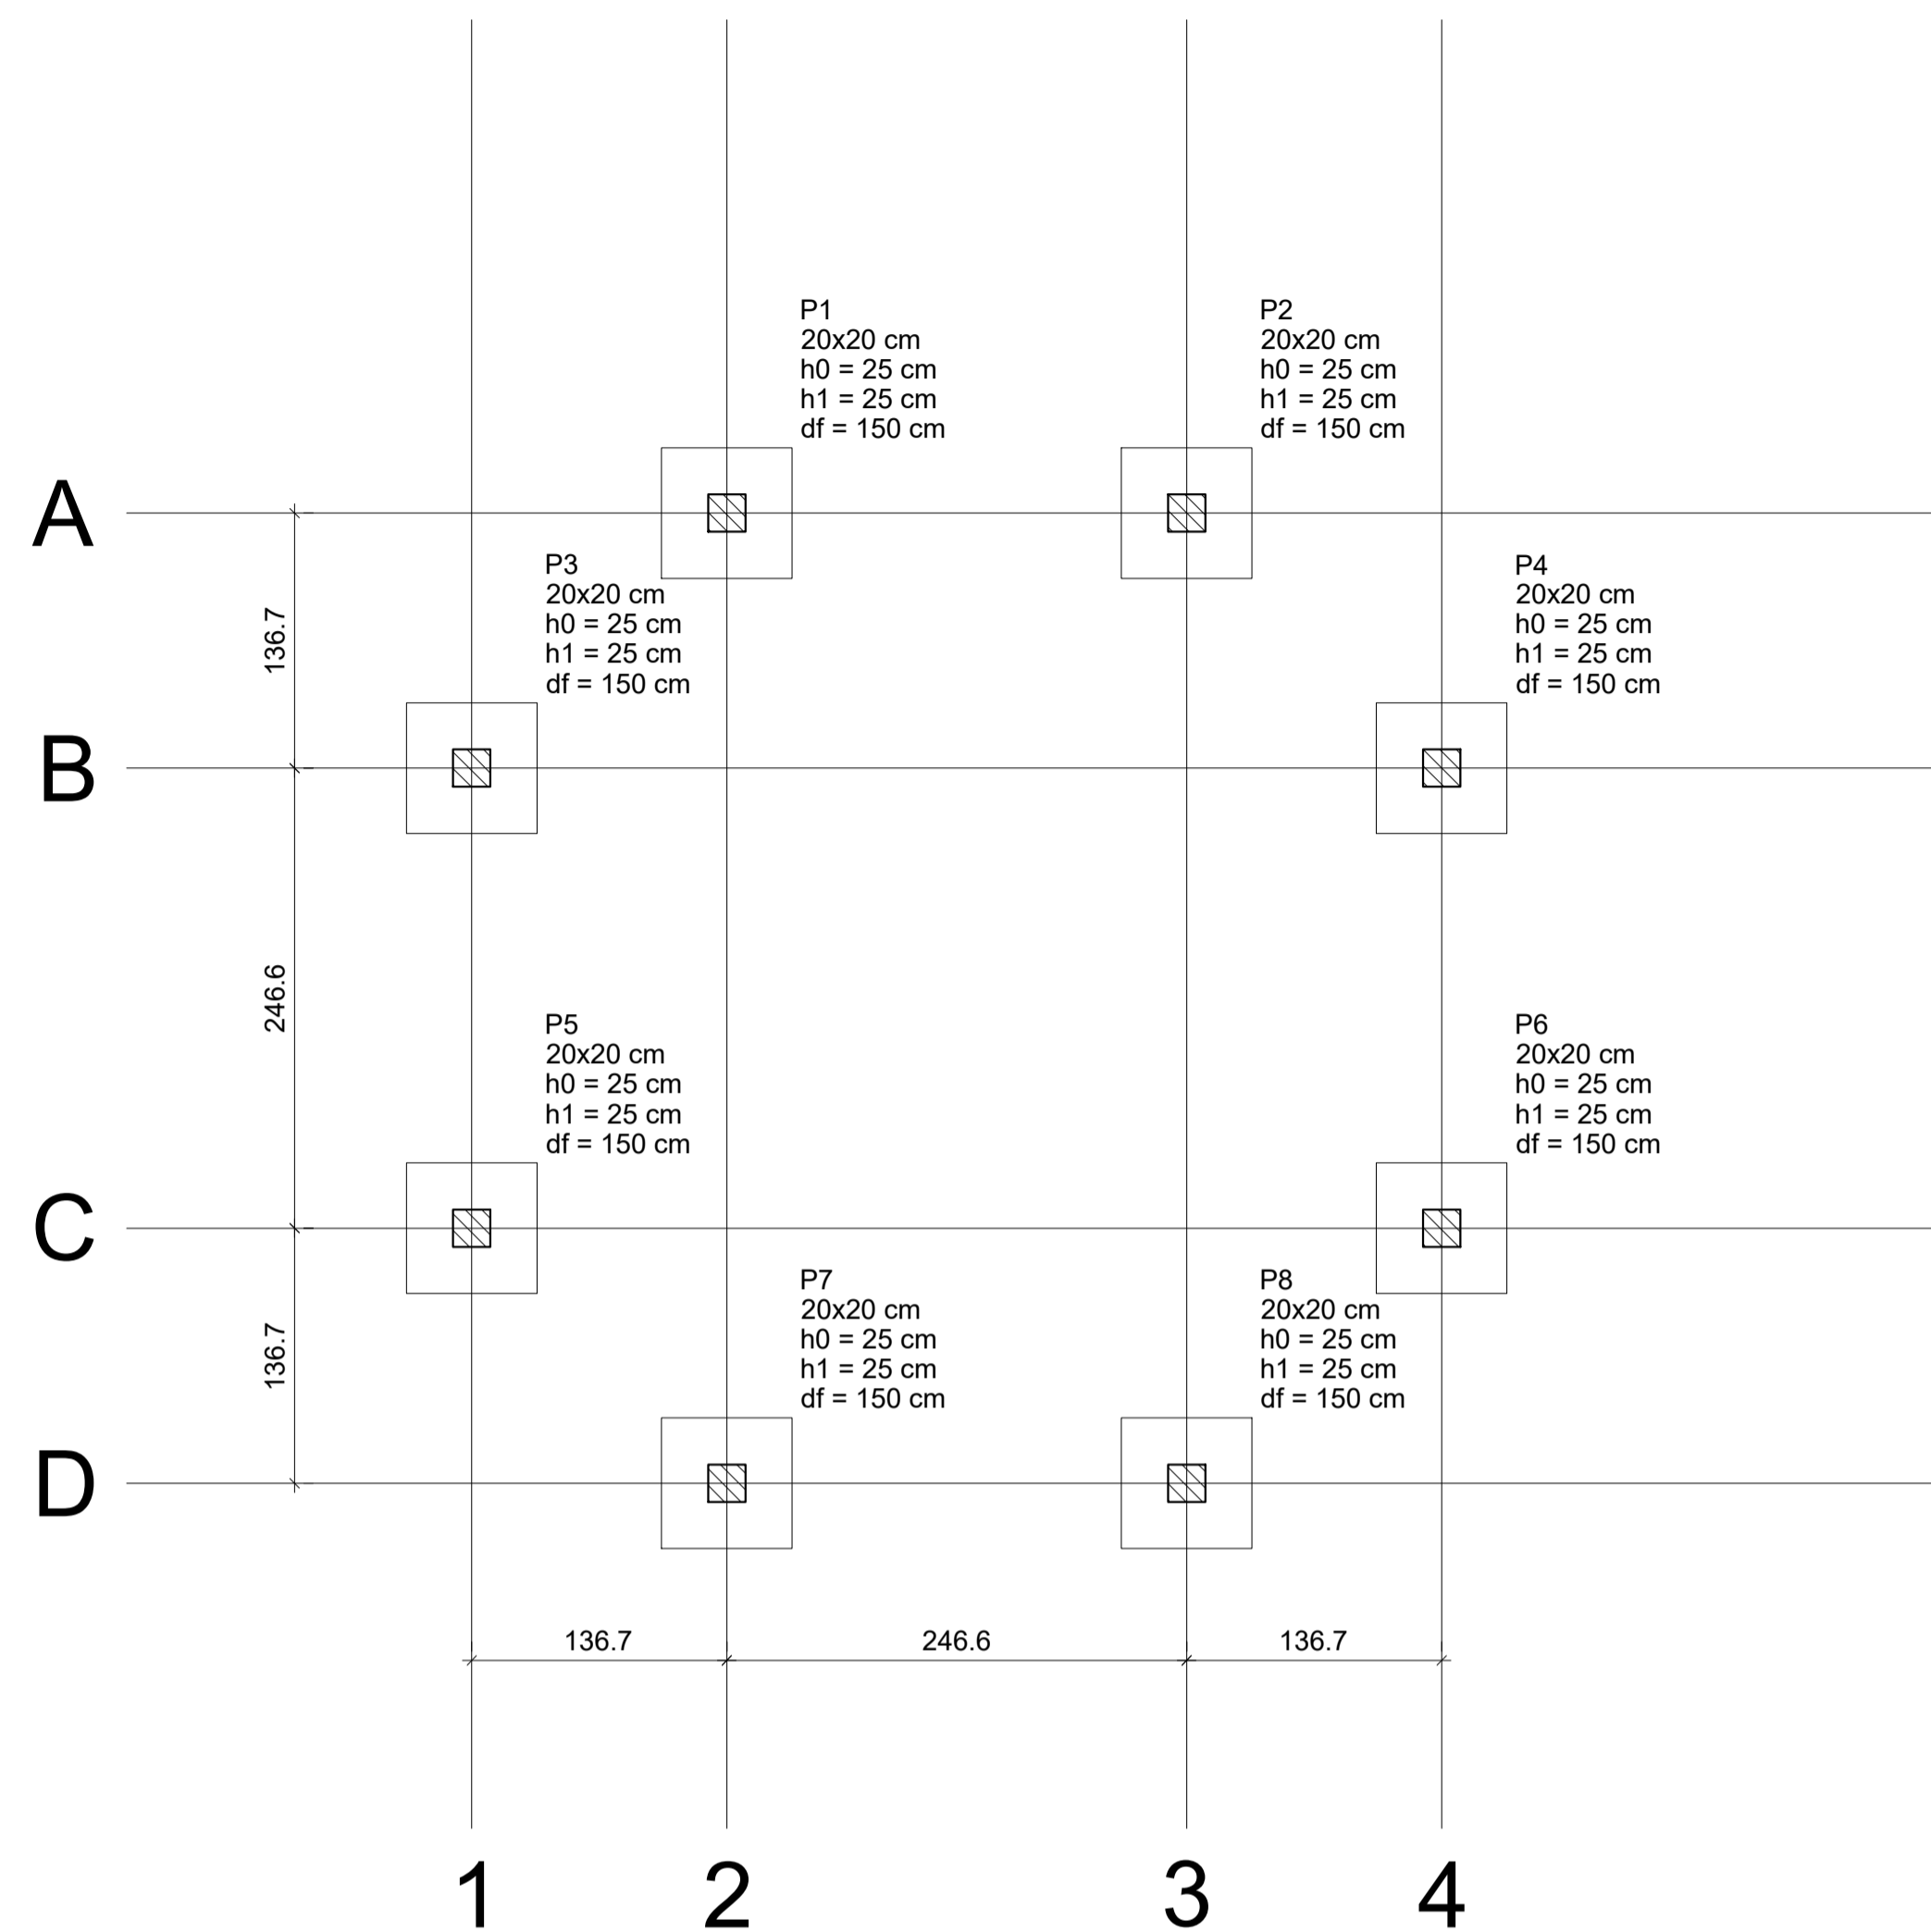 P1
20x20 cm
h0 = 25 cm
h1 = 25 cm
df = 150 cm
P2
20x20 cm
h0 = 25 cm
h1 = 25 cm
df = 150 cm
A
P3
20x20 cm
h0 = 25 cm
h1 = 25 cm
df = 150 cm
P4
20x20 cm
h0 = 25 cm
h1 = 25 cm
df = 150 cm
136.7
B
246.6
P5
20x20 cm
h0 = 25 cm
h1 = 25 cm
df = 150 cm
P6
20x20 cm
h0 = 25 cm
h1 = 25 cm
df = 150 cm
C
P7
20x20 cm
h0 = 25 cm
h1 = 25 cm
df = 150 cm
P8
20x20 cm
h0 = 25 cm
h1 = 25 cm
df = 150 cm
136.7
D
136.7
246.6
136.7
1
2
3
4